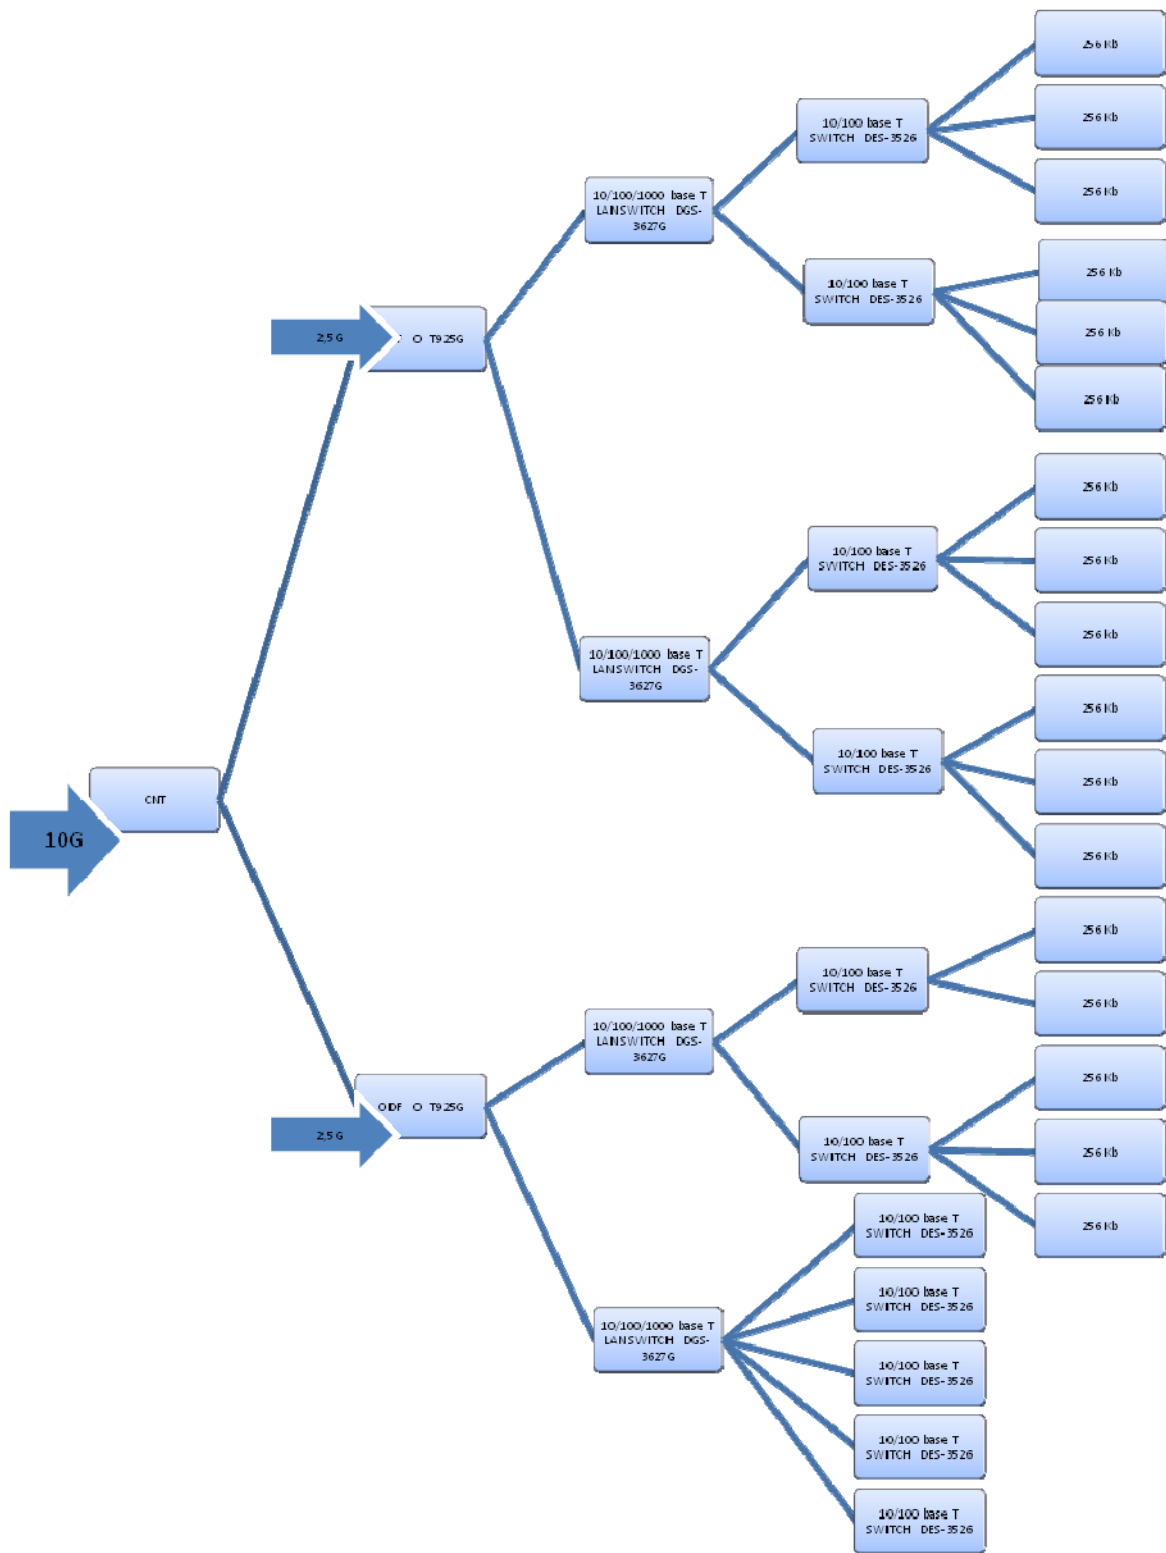 256 Kb
10/100 base T
SWITCH DES-3526
256 Kb
256 Kb
10/100/1000 base T
LANSWITCH DGS-
3627G
256 Kb
10/100 base T
SWITCH DES-3526
256 Kb
2,5 G
O T925G
256 Kb
256 Kb
10/100 base T
SWITCH DES-3526
256 Kb
256 Kb
10/100/1000 base T
LANSWITCH DGS-
3627G
256 Kb
10/100 base T
SWITCH DES-3526
256 Kb
256 Kb
CNT
10G
256 Kb
10/100 base T
SWITCH DES-3526
256 Kb
10/100/1000 base T
LANSWITCH DGS-
3627G
256 Kb
ODF O T925G
2,5 G
10/100 base T
SWITCH DES-3526
256 Kb
256 Kb
10/100 base T
SWITCH DES-3526
10/100 base T
SWITCH DES-3526
10/100/1000 base T
LANSWITCH DGS-
3627G
10/100 base T
SWITCH DES-3526
10/100 base T
SWITCH DES-3526
10/100 base T
SWITCH DES-3526